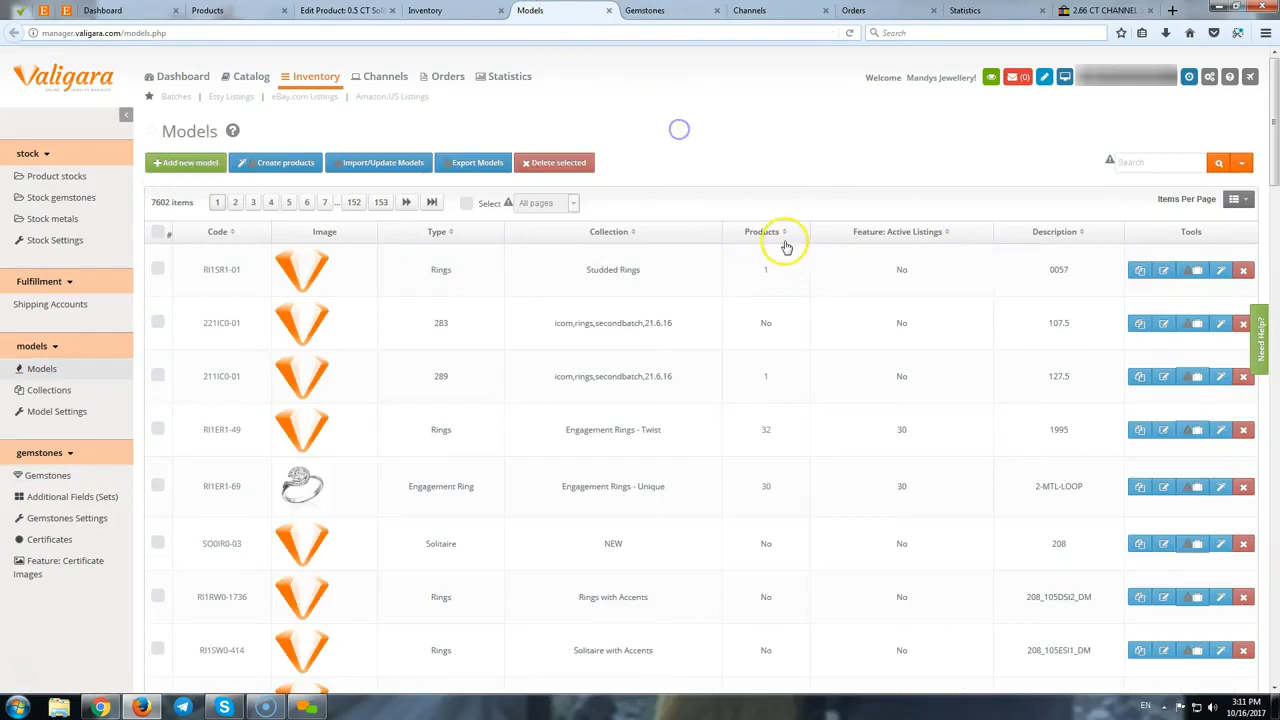 Dashboard
Products
Edit Product: 0.5 CT Soli
Inventory
Models
Gemstones
Channels
Orders
Statistics
2.66 CT CHANNEL
manager.valigara.com/models.php
Search
Valigara
ONLINE JEWELRY MANAGER
Dashboard
Catalog
Inventory
Channels
Orders
Statistics
Welcome Mandys Jewellery!
(0)
Batches
Etsy Listings
eBay.com Listings
Amazon.US Listings
stock
Product stocks
Stock gemstones
Stock metals
Stock Settings
Fulfillment
Shipping Accounts
models
Models
Collections
Model Settings
gemstones
Gemstones
Additional Fields (Sets)
Gemstones Settings
Certificates
Feature: Certificate
Images
Models
Add new model
Create products
Import/Update Models
Export Models
Delete selected
Search
7602 items
1 2 3 4 5 6 7 ... 152 153
Select
All pages
Items Per Page
# Code Image Type Collection Products Feature: Active Listings Description Tools
RI1SR1-01 Rings Studded Rings 1 No 0057
221IC0-01 283 icom,rings,secondbatch,21.6.16 No No 107.5
211IC0-01 289 icom,rings,secondbatch,21.6.16 1 No 127.5
RI1ER1-49 Rings Engagement Rings - Twist 32 30 1995
RI1ER1-69 Engagement Ring Engagement Rings - Unique 30 30 2-MTL-LOOP
SO0IR0-03 Solitaire NEW No No 208
RI1RW0-1736 Rings Rings with Accents No No 208_105DSI2_DM
RI1SW0-414 Rings Solitaire with Accents No No 208_105ESI1_DM
Need Help?
EN
3:11 PM
10/16/2017